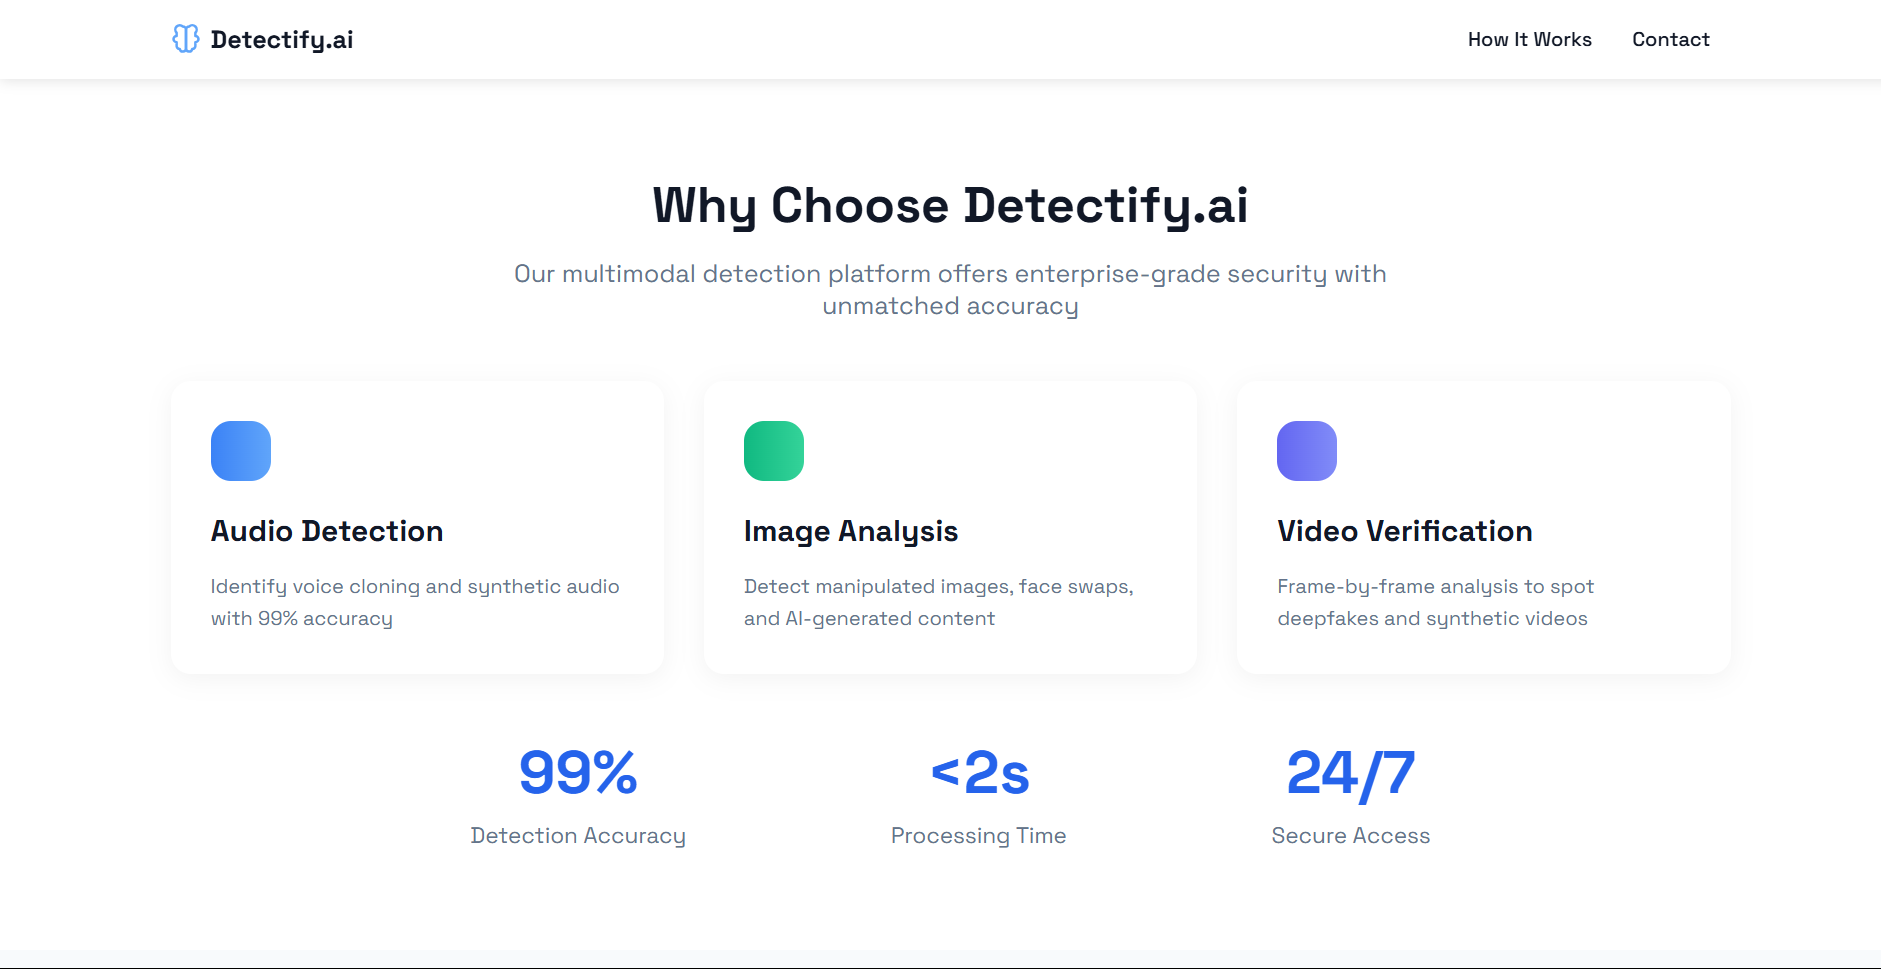 Detectify.ai
How It Works
Contact
Why Choose Detectify.ai
Our multimodal detection platform offers enterprise-grade security with
unmatched accuracy
Audio Detection
Identify voice cloning and synthetic audio
with 99% accuracy
Image Analysis
Detect manipulated images, face swaps,
and AI-generated content
Video Verification
Frame-by-frame analysis to spot
deepfakes and synthetic videos
99%
Detection Accuracy
<2s
Processing Time
24/7
Secure Access